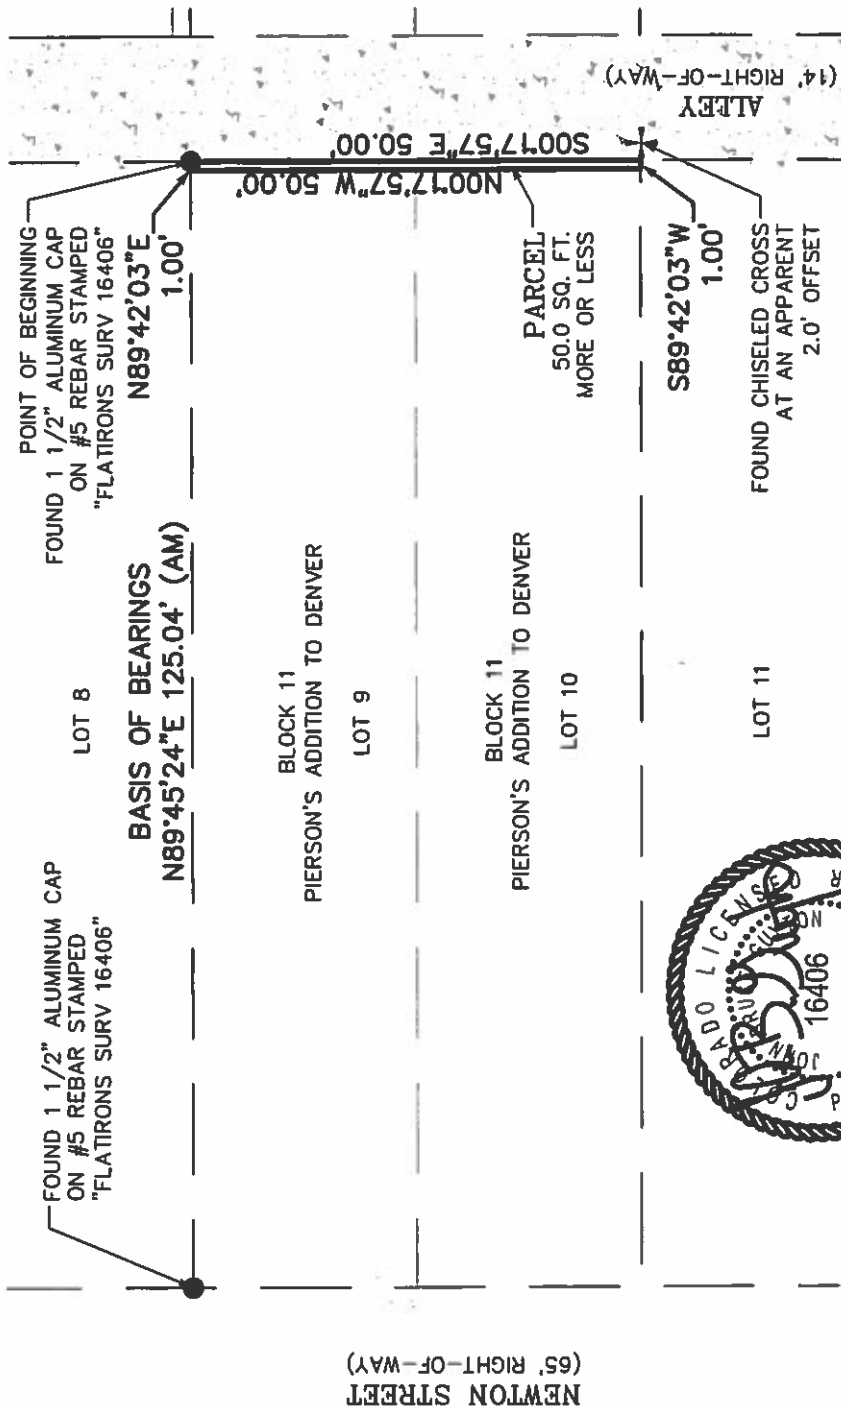 POINT OF BEGINNING
FOUND 1 1/2" ALUMINUM CAP
ON #5 REBAR STAMPED
"FLATIRONS SURV 16406"
N89°42'03"E
1.00'
FOUND 1 1/2" ALUMINUM CAP
ON #5 REBAR STAMPED
"FLATIRONS SURV 16406"
LOT 8
BASIS OF BEARINGS
N89°45'24"E 125.04' (AM)
BLOCK 11
PIERSON'S ADDITION TO DENVER
LOT 9
BLOCK 11
PIERSON'S ADDITION TO DENVER
LOT 10
N00°17'57"W 50.00'
S00°17'57"E 50.00'
PARCEL
50.0 SQ. FT.
MORE OR LESS
S89°42'03"W
1.00'
FOUND CHISELED CROSS
AT AN APPARENT
2.0' OFFSET
LOT 11
ALLEY
(14' RIGHT-OF-WAY)
NEWTON STREET
(65' RIGHT-OF-WAY)
LICENSED
JOHN
16406